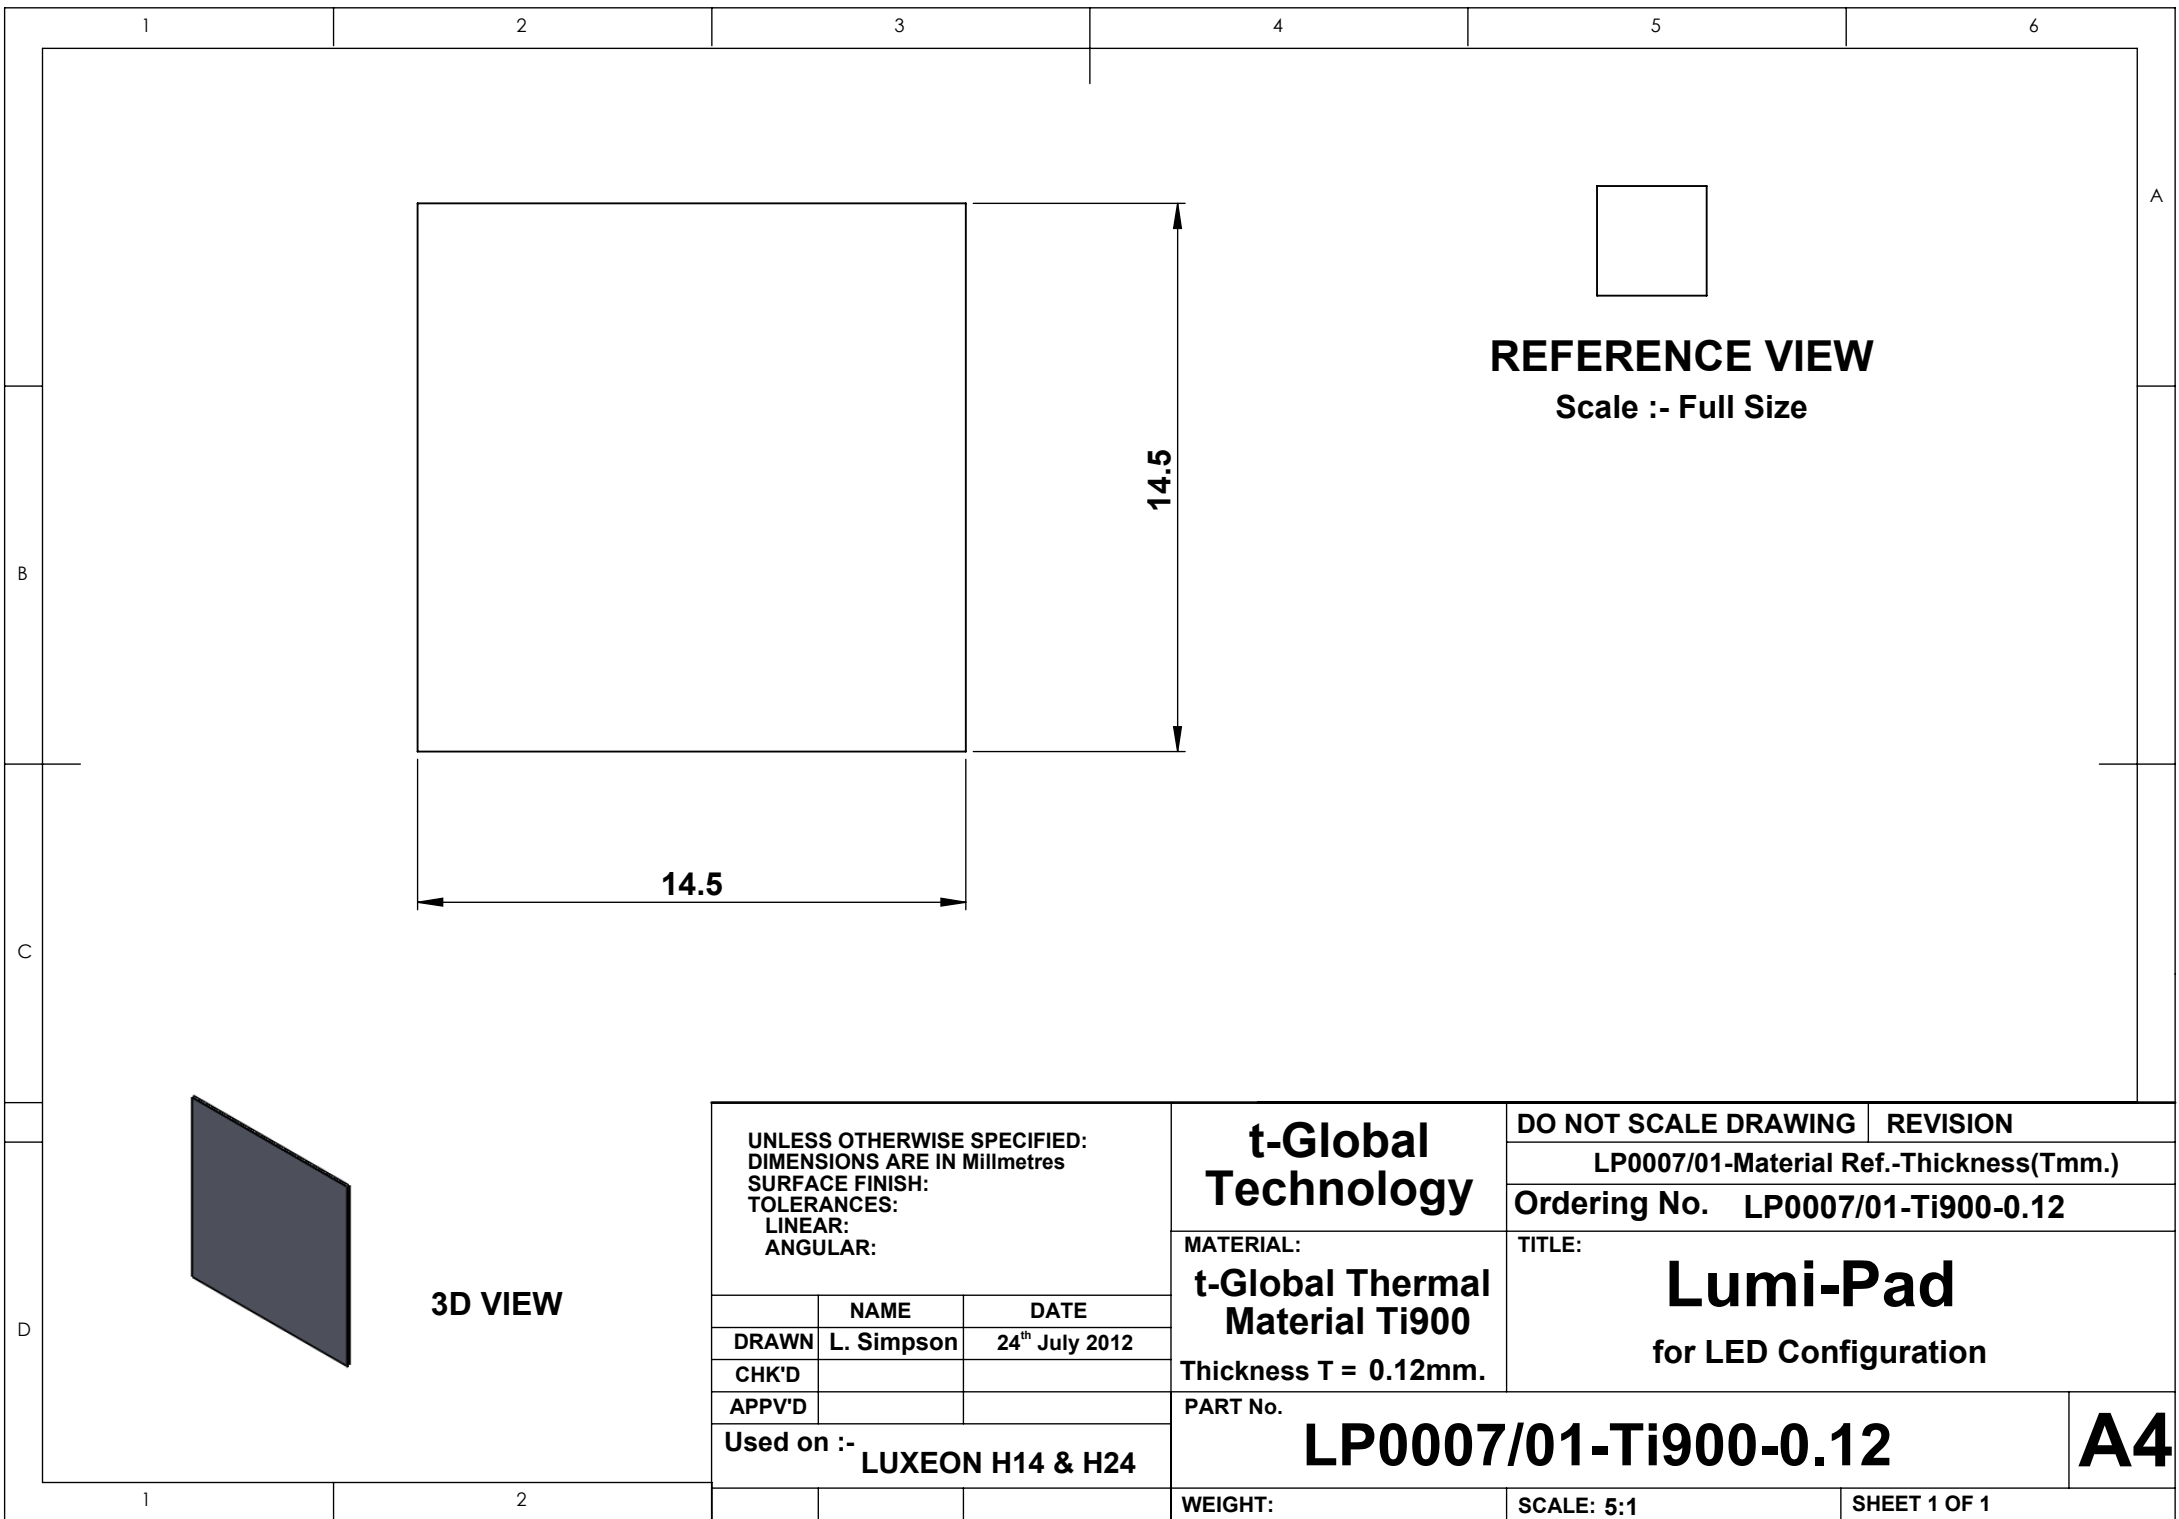 1 2 3 4 5 6
A
14.5
REFERENCE VIEW
Scale :- Full Size
B
14.5
C
3D VIEW
D
UNLESS OTHERWISE SPECIFIED:
DIMENSIONS ARE IN Millmetres
SURFACE FINISH:
TOLERANCES:
LINEAR:
ANGULAR:
NAME DATE
DRAWN L. Simpson 24th July 2012
CHK'D
APPV'D
Used on :-
LUXEON H14 & H24
t-Global
Technology
MATERIAL:
t-Global Thermal
Material Ti900
Thickness T = 0.12mm.
DO NOT SCALE DRAWING REVISION
LP0007/01-Material Ref.-Thickness(Tmm.)
Ordering No. LP0007/01-Ti900-0.12
TITLE:
Lumi-Pad
for LED Configuration
PART No.
LP0007/01-Ti900-0.12
A4
WEIGHT: SCALE: 5:1 SHEET 1 OF 1
1 2